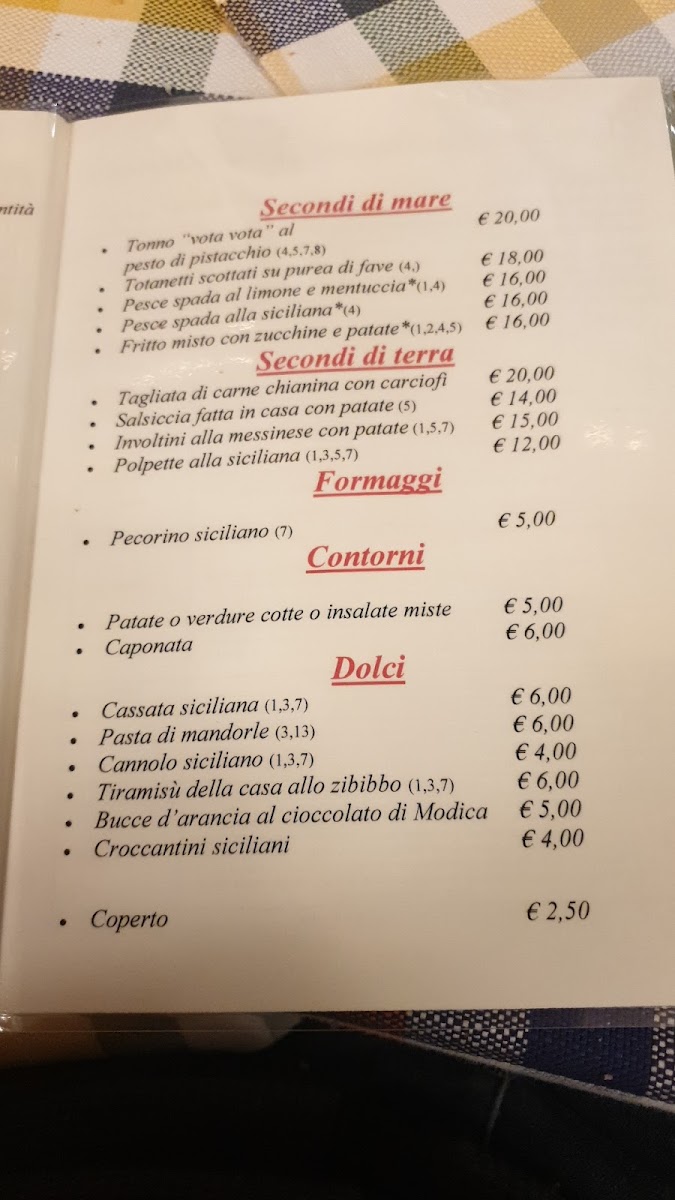 ntità
Secondi di mare
• Tonno "vota vota" al € 20,00
pesto di pistacchio (4,5,7,8)
• Totanetti scottati su purea di fave (4,) € 18,00
• Pesce spada al limone e mentuccia*(1,4) € 16,00
• Pesce spada alla siciliana*(4) € 16,00
• Fritto misto con zucchine e patate*(1,2,4,5) € 16,00
Secondi di terra
• Tagliata di carne chianina con carciofi € 20,00
• Salsiccia fatta in casa con patate (5) € 14,00
• Involtini alla messinese con patate (1,5,7) € 15,00
• Polpette alla siciliana (1,3,5,7) € 12,00
Formaggi
• Pecorino siciliano (7) € 5,00
Contorni
• Patate o verdure cotte o insalate miste € 5,00
• Caponata € 6,00
Dolci
• Cassata siciliana (1,3,7) € 6,00
• Pasta di mandorle (3,13) € 6,00
• Cannolo siciliano (1,3,7) € 4,00
• Tiramisù della casa allo zibibbo (1,3,7) € 6,00
• Bucce d'arancia al cioccolato di Modica € 5,00
• Croccantini siciliani € 4,00
• Coperto € 2,50